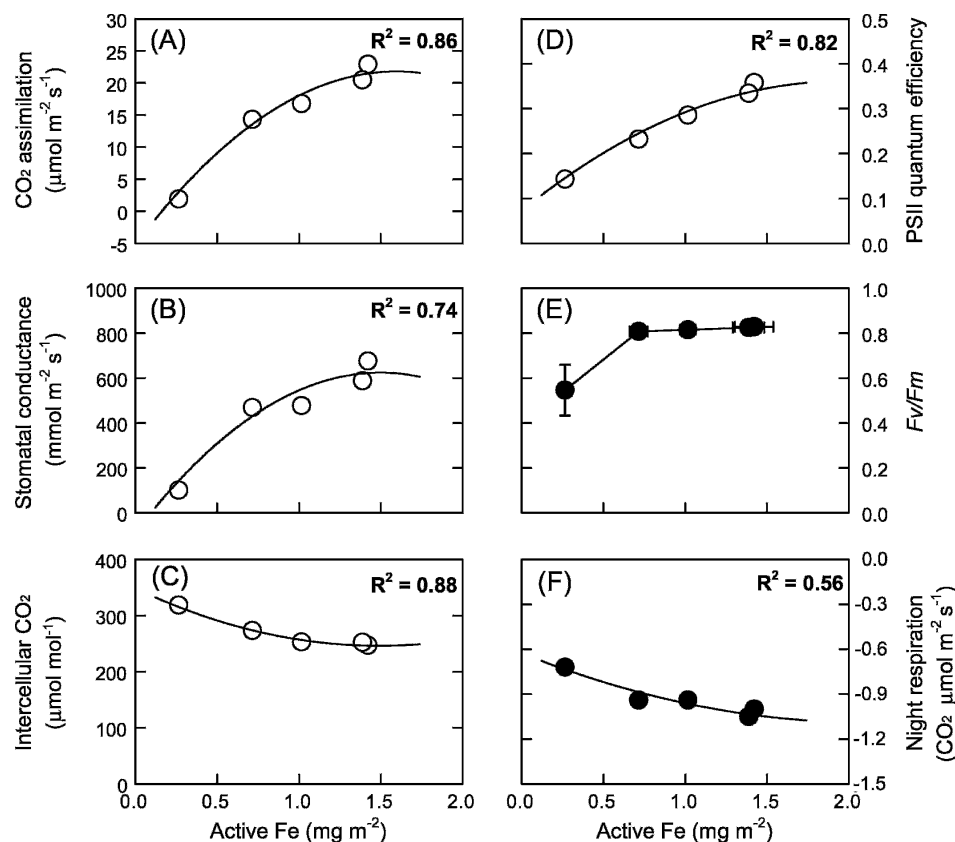 (A)
R² = 0.86
30
25
20
15
10
5
0
-5
CO₂ assimilation
(μmol m⁻² s⁻¹)
(D)
R² = 0.82
0.5
0.4
0.3
0.2
0.1
0.0
PSII quantum efficiency
(B)
R² = 0.74
1000
800
600
400
200
0
Stomatal conductance
(mmol m⁻² s⁻¹)
(E)
1.0
0.8
0.6
0.4
0.2
0.0
Fv/Fm
(C)
R² = 0.88
400
300
200
100
0
Intercellular CO₂
(μmol mol⁻¹)
0.0 0.5 1.0 1.5 2.0
Active Fe (mg m⁻²)
(F)
R² = 0.56
0.0
-0.3
-0.6
-0.9
-1.2
-1.5
Night respiration
(CO₂ μmol m⁻² s⁻¹)
0.0 0.5 1.0 1.5 2.0
Active Fe (mg m⁻²)